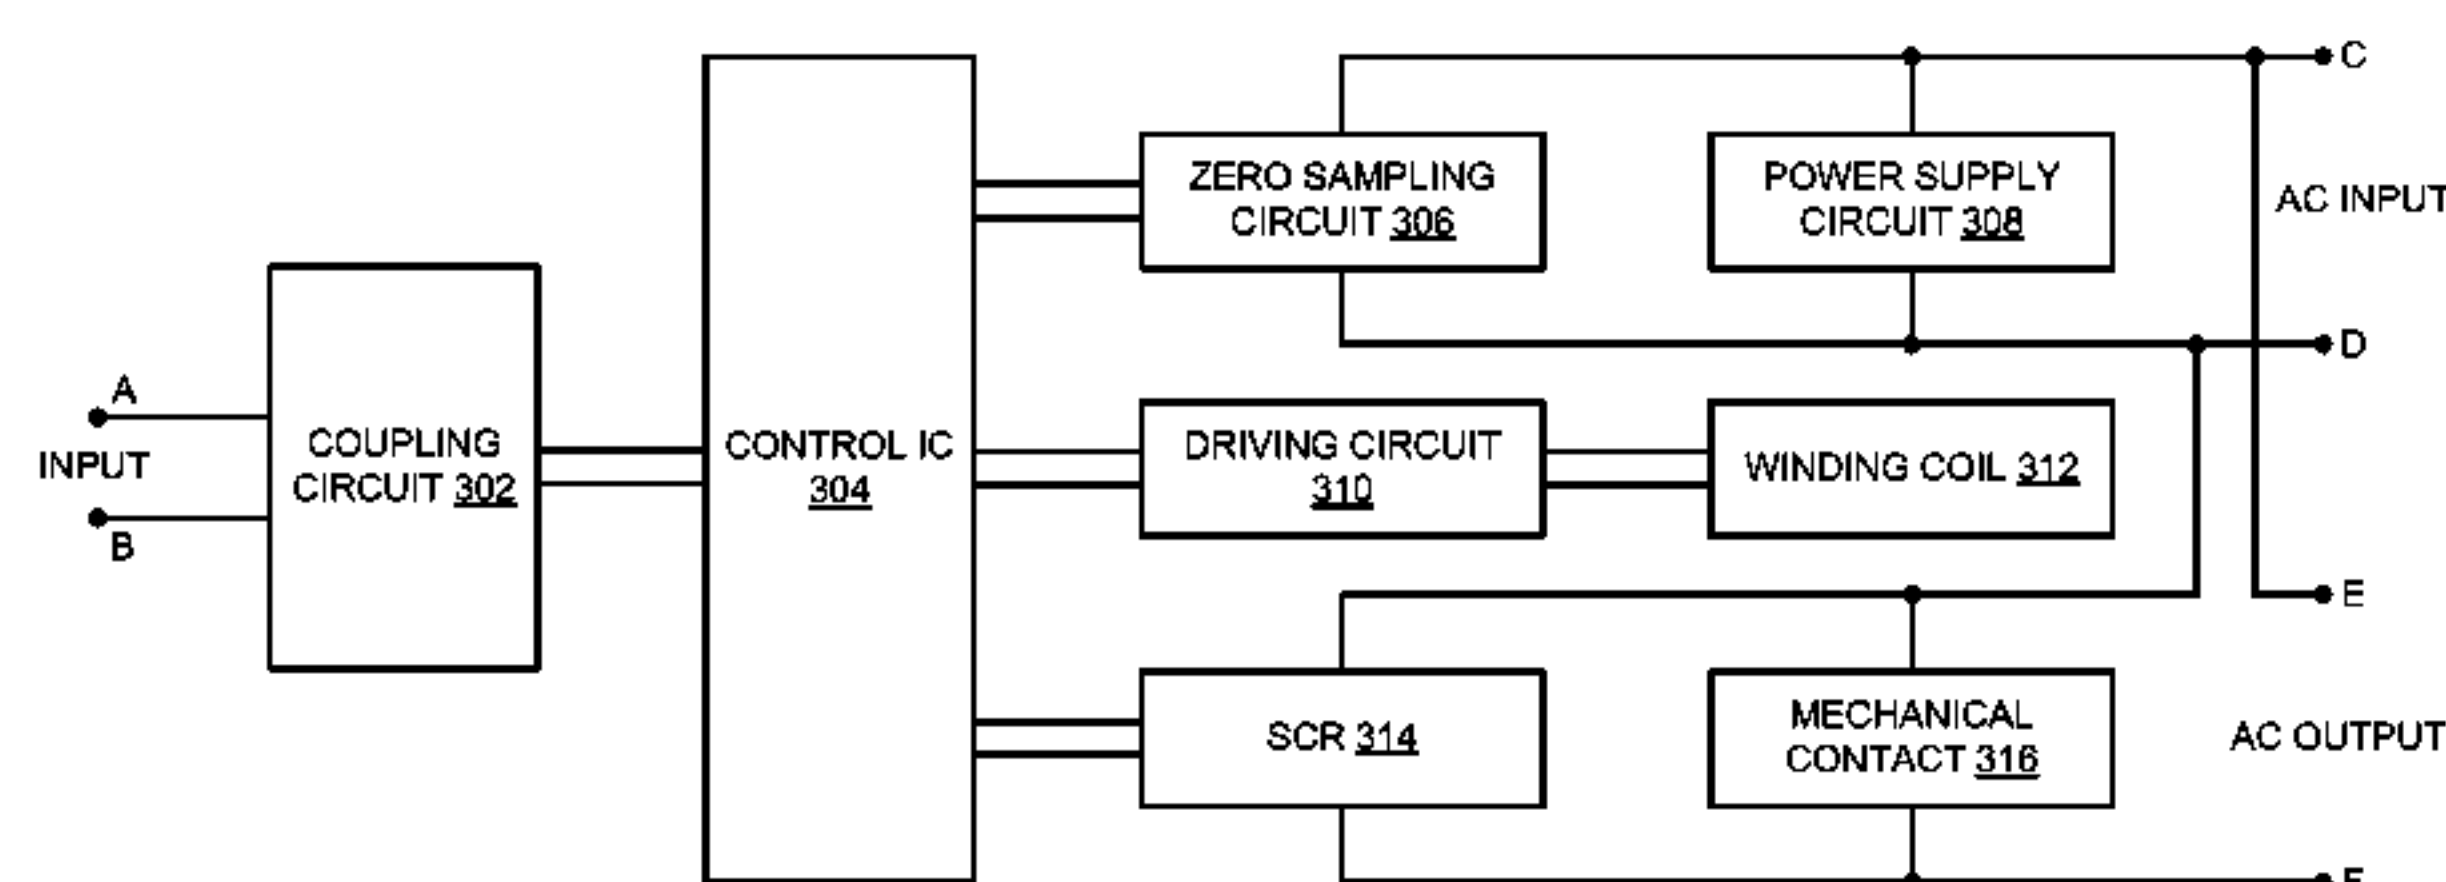 C
ZERO SAMPLING
CIRCUIT 306
POWER SUPPLY
CIRCUIT 308
AC INPUT
D
A
INPUT
B
COUPLING
CIRCUIT 302
CONTROL IC
304
DRIVING CIRCUIT
310
WINDING COIL 312
E
SCR 314
MECHANICAL
CONTACT 316
AC OUTPUT